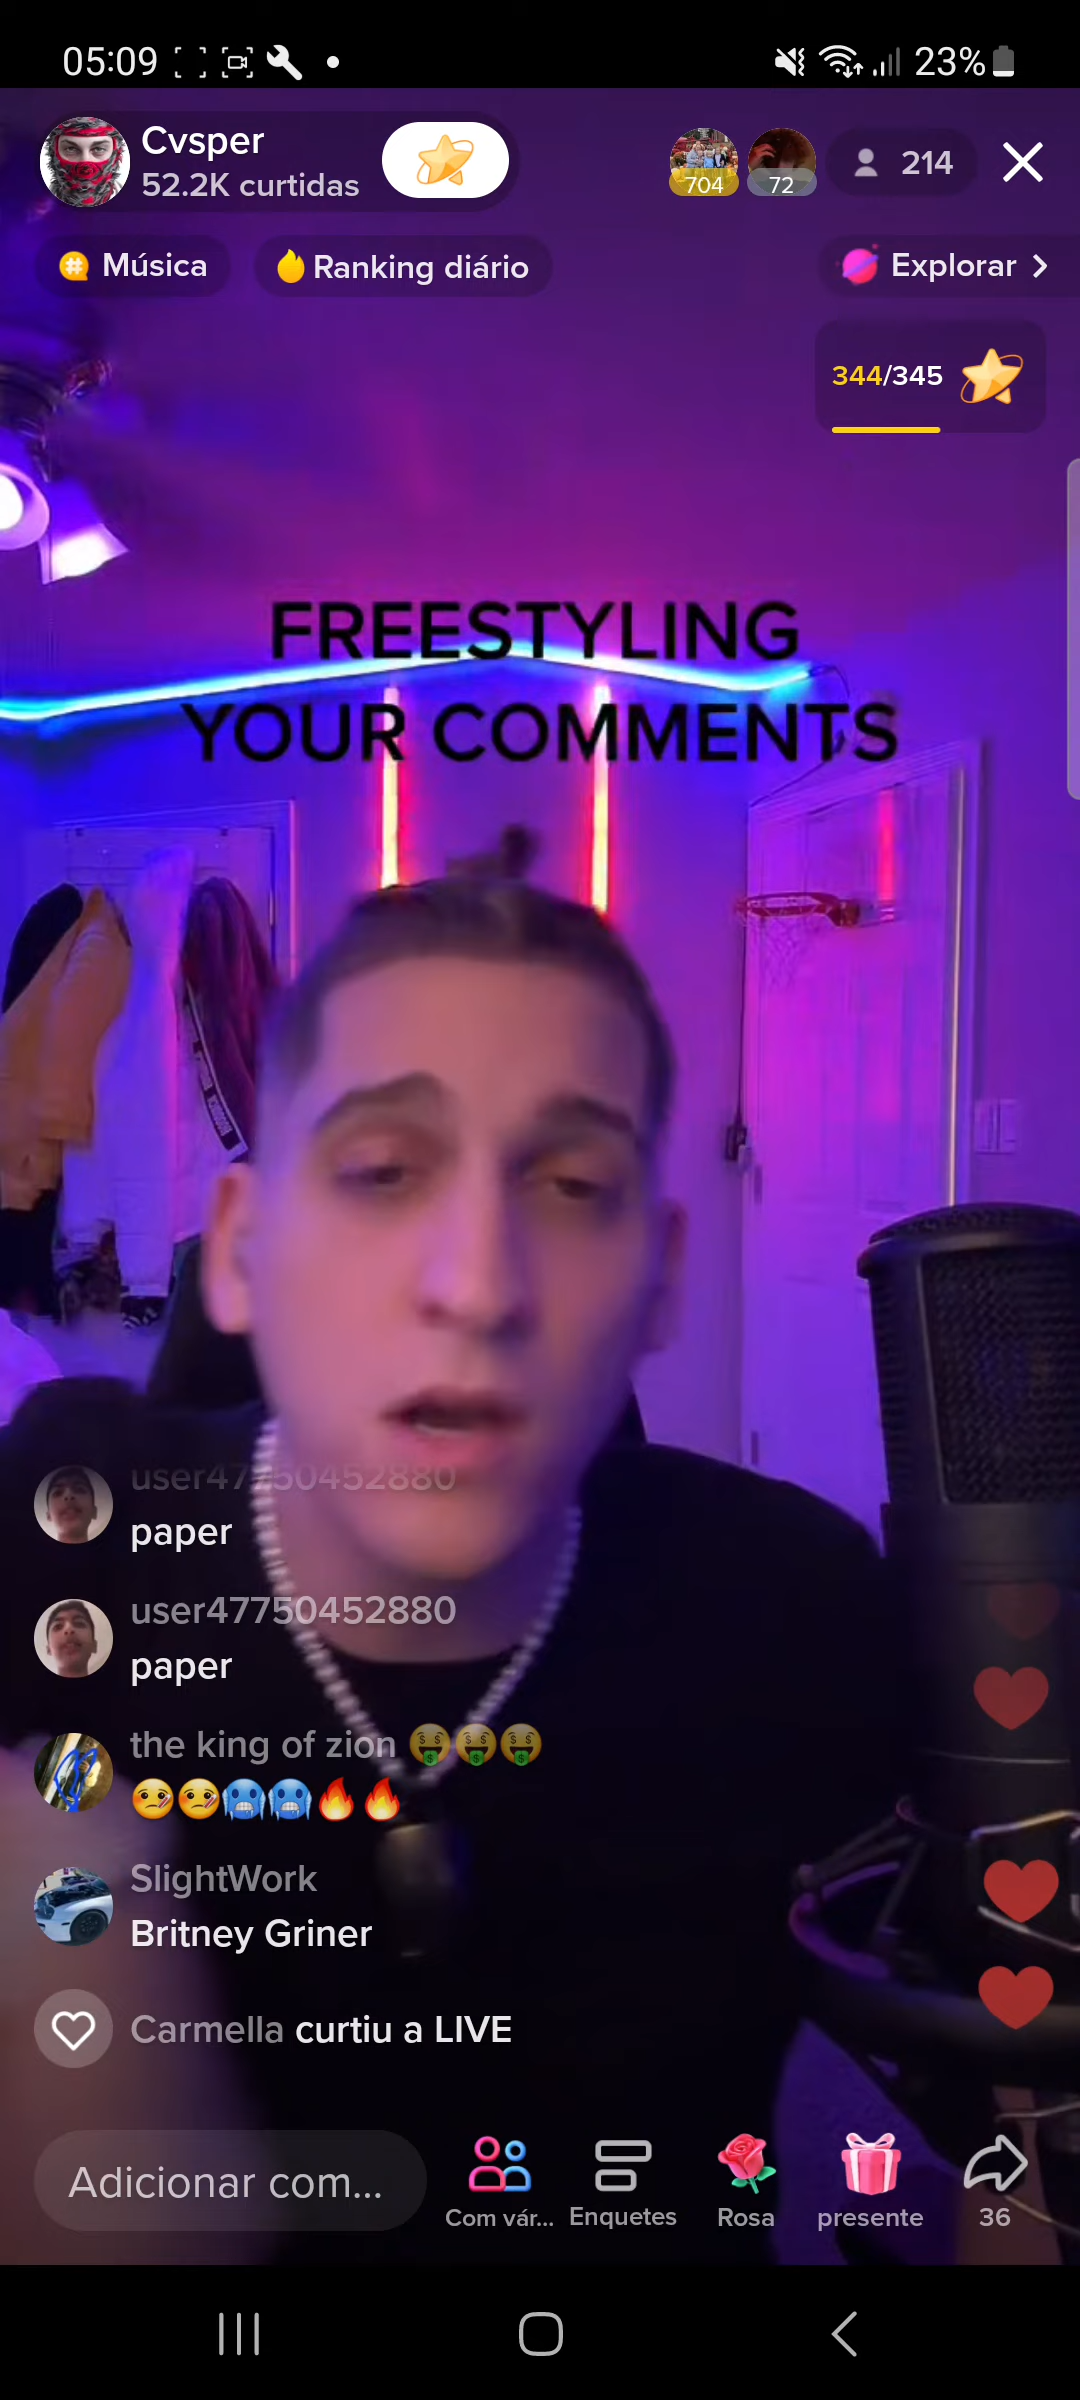 05:09
23%
Cvsper
52.2K curtidas
704
72
214
Música
Ranking diário
Explorar
344/345
FREESTYLING
YOUR COMMENTS
user47750452880
paper
user47750452880
paper
the king of zion 🤑🤑🤑
🤒🤒🥶🥶🔥🔥
SlightWork
Britney Griner
Carmella curtiu a LIVE
Adicionar com...
Com vár...
Enquetes
Rosa
presente
36